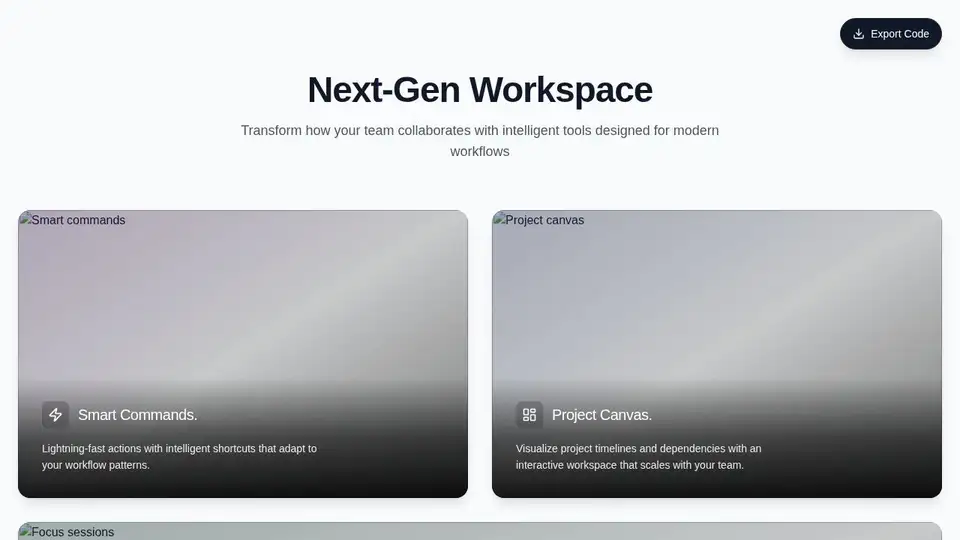 Export Code
Next-Gen Workspace
Transform how your team collaborates with intelligent tools designed for modern
workflows
Smart commands
Project canvas
Smart Commands.
Lightning-fast actions with intelligent shortcuts that adapt to
your workflow patterns.
Project Canvas.
Visualize project timelines and dependencies with an
interactive workspace that scales with your team.
Focus sessions